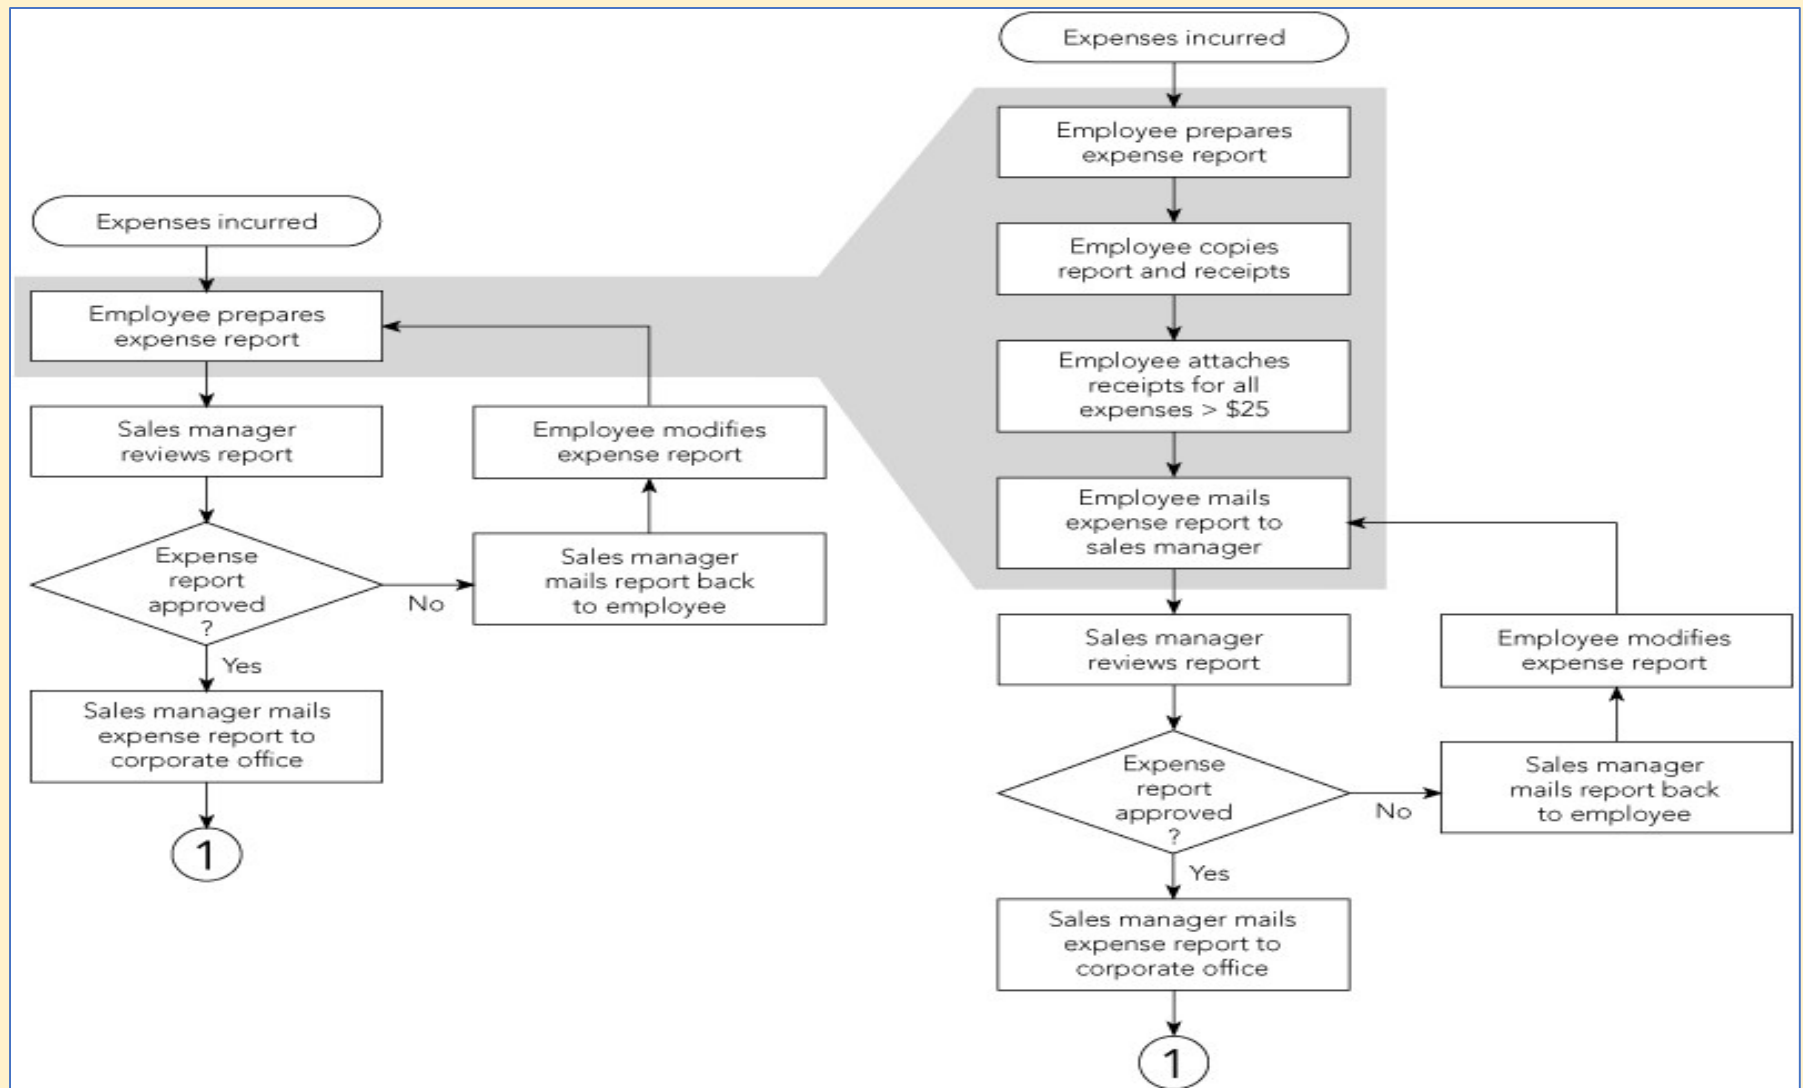 Expenses incurred
Employee prepares
expense report
Sales manager
reviews report
Expense
report
approved
?
No
Sales manager
mails report back
to employee
Employee modifies
expense report
Yes
Sales manager mails
expense report to
corporate office
1
Expenses incurred
Employee prepares
expense report
Employee copies
report and receipts
Employee attaches
receipts for all
expenses > $25
Employee mails
expense report to
sales manager
Sales manager
reviews report
Expense
report
approved
?
No
Sales manager
mails report back
to employee
Employee modifies
expense report
Yes
Sales manager mails
expense report to
corporate office
1